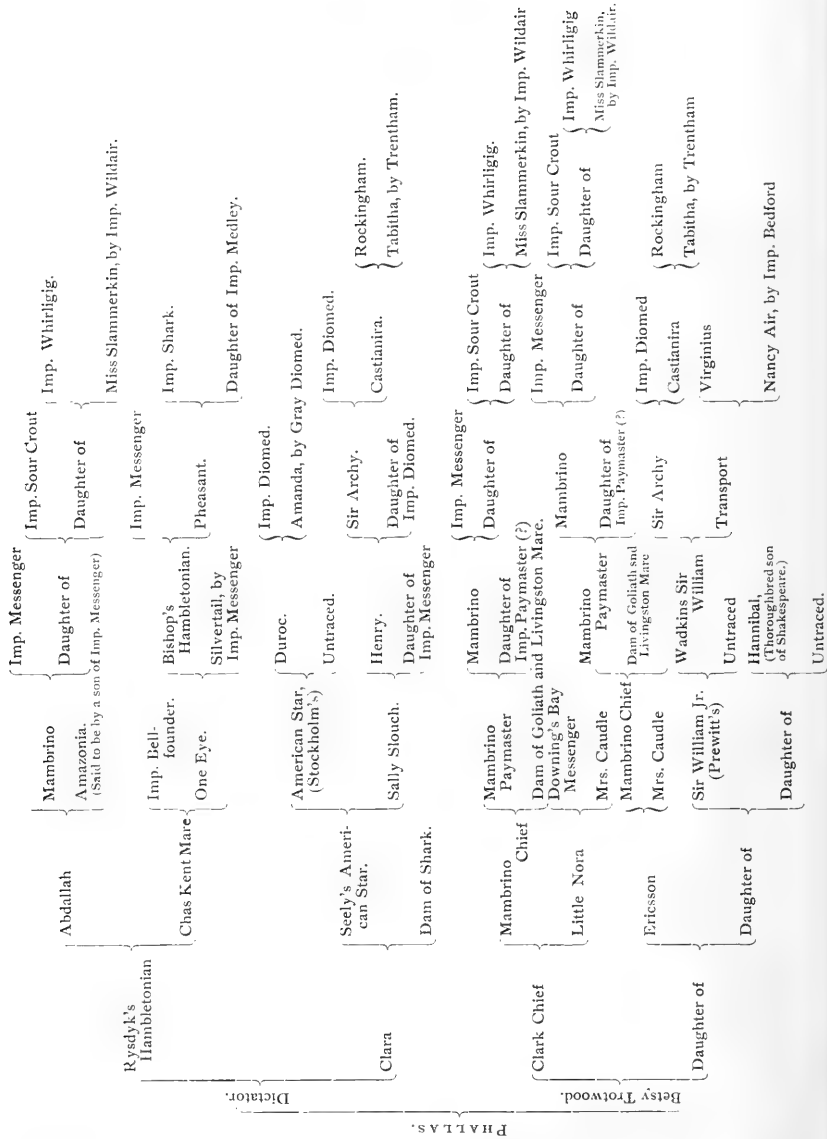 PHALLAS.
Dictator.
Rysdyk's
Hambletonian
Abdallah
Mambrino
Imp. Messenger
Daughter of
Imp. Sour Crout
Daughter of
Imp. Whirligig.
Miss Slammerkin, by Imp. Wildair.
Amazonia.
(Said to be by a son of Imp. Messenger)
Chas Kent Mare
Imp. Bell-
founder.
One Eye.
Bishop's
Hambletonian.
Imp. Messenger
Pheasant.
Imp. Shark.
Daughter of Imp. Medley.
Silvertail, by
Imp. Messenger
Clara
Seely's Ameri-
can Star.
American Star,
(Stockholm's)
Duroc.
Imp. Diomed.
Amanda, by Gray Diomed.
Untraced.
Sally Slouch.
Henry.
Sir Archy.
Imp. Diomed.
Castianira.
Rockingham.
Tabitha, by Trentham.
Daughter of
Imp. Diomed.
Daughter of
Imp. Messenger
Dam of Shark.
Betsy Trotwood.
Clark Chief
Mambrino
Chief
Mambrino
Paymaster
Mambrino
Imp. Messenger
Daughter of
Imp. Sour Crout
Daughter of
Imp. Whirligig.
Miss Slammerkin, by Imp. Wildair
Daughter of
Imp. Paymaster (?)
Dam of Goliath and Livingston Mare.
Little Nora
Downing's Bay
Messenger
Mambrino
Paymaster
Mambrino
Imp. Messenger
Daughter of
Imp. Sour Crout
Daughter of
Imp. Whirligig
Miss Slammerkin,
by Imp. Wildair.
Daughter of
Imp. Paymaster (?)
Dam of Goliath snd
Livingston Mare
Mrs. Caudle
Daughter of
Ericsson
Mambrino Chief
Mrs. Caudle
Daughter of
Sir William Jr.
(Prewitt's)
Wadkins Sir
William
Sir Archy
Imp. Diomed
Castianira
Rockingham
Tabitha, by Trentham
Transport
Virginius
Nancy Air, by Imp. Bedford
Untraced
Daughter of
Hannibal,
(Thoroughbred son
of Shakespeare.)
Untraced.